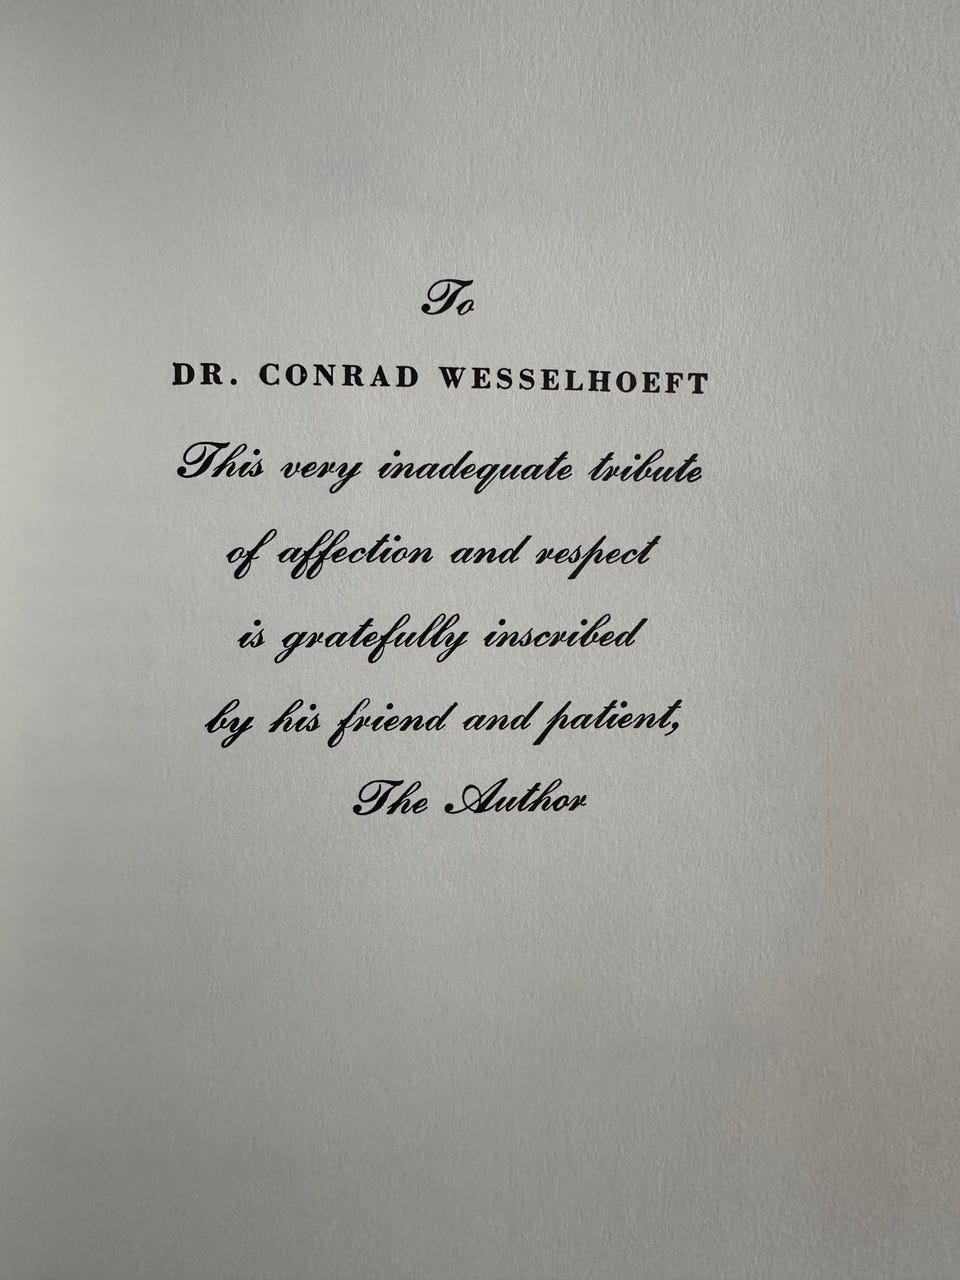 To
DR. CONRAD WESSELHOEFT
This very inadequate tribute
of affection and respect
is gratefully inscribed
by his friend and patient,
The Author